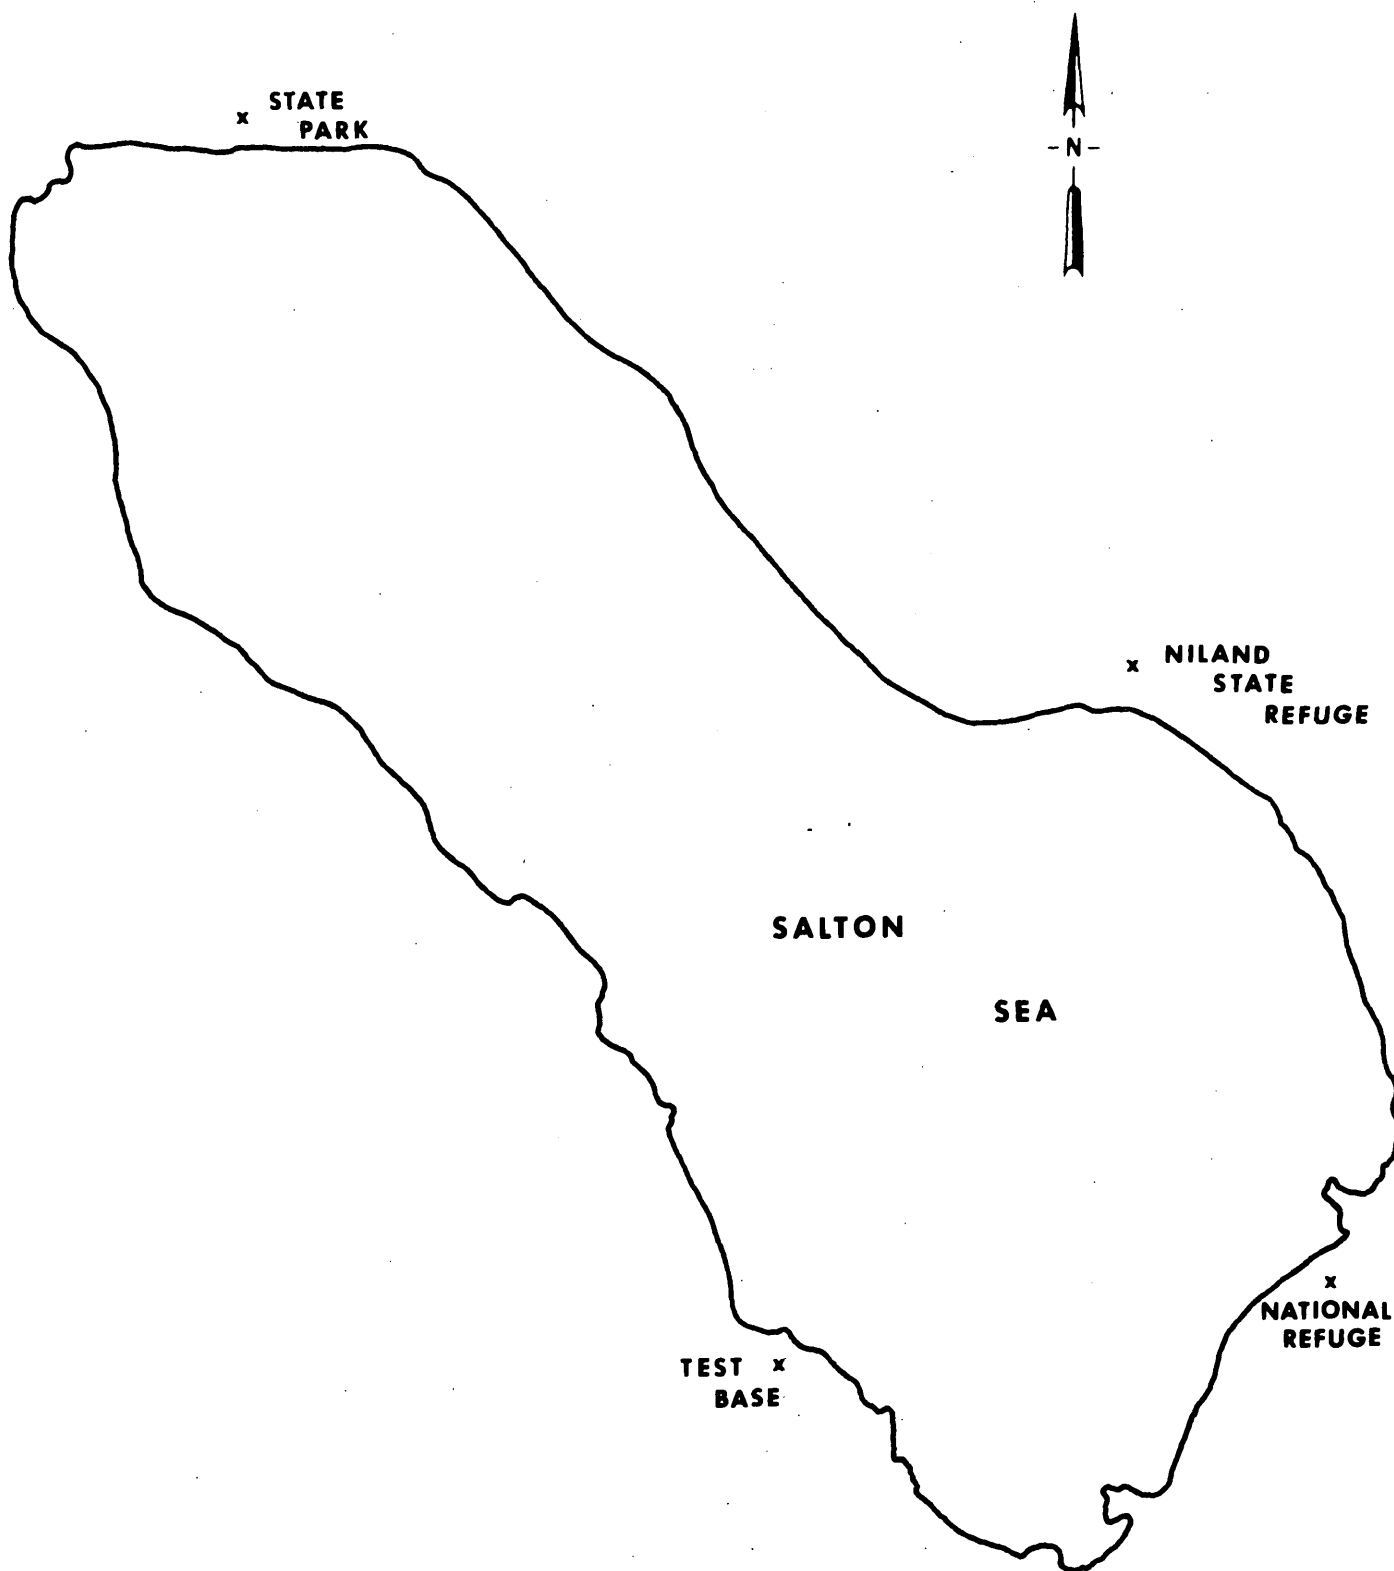 x STATE
PARK
-N-
x NILAND
STATE
REFUGE
SALTON
SEA
x
NATIONAL
REFUGE
TEST x
BASE